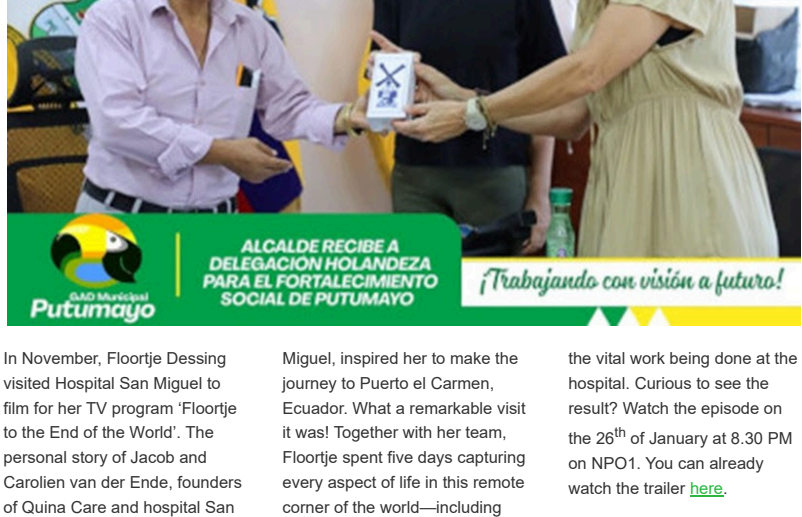 GAD Municipal
Putumayo
ALCALDE RECIBE A
DELEGACIÓN HOLANDEZA
PARA EL FORTALECIMIENTO
SOCIAL DE PUTUMAYO
¡Trabajando con visión a futuro!
In November, Floortje Dessing
visited Hospital San Miguel to
film for her TV program ‘Floortje
to the End of the World’. The
personal story of Jacob and
Carolien van der Ende, founders
of Quina Care and hospital San
Miguel, inspired her to make the
journey to Puerto el Carmen,
Ecuador. What a remarkable visit
it was! Together with her team,
Floortje spent five days capturing
every aspect of life in this remote
corner of the world—including
the vital work being done at the
hospital. Curious to see the
result? Watch the episode on
the 26th of January at 8.30 PM
on NPO1. You can already
watch the trailer here.